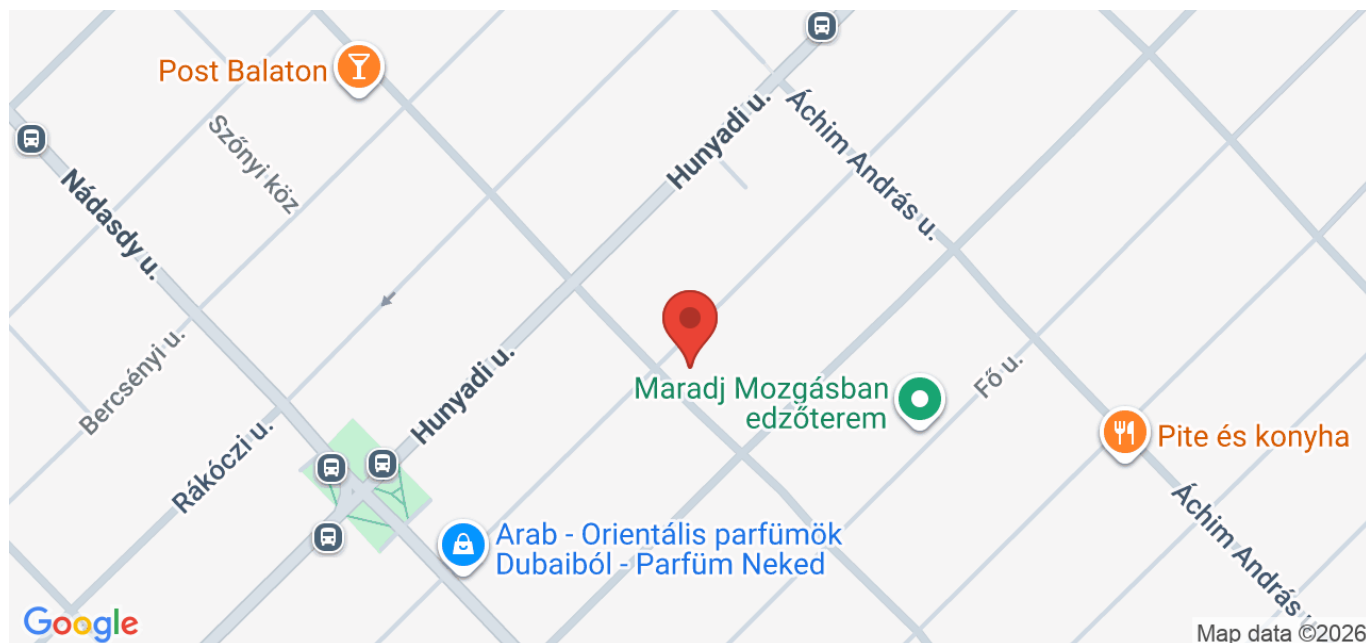 Post Balaton
Szőnyi köz
Hunyadi u.
Áchim András u.
Nádasdy u.
Bercsényi u.
Rákóczi u.
Hunyadi u.
Maradj Mozgásban
edzőterem
Fő u.
Pite és konyha
Áchim András u.
Arab - Orientális parfümök
Dubaiból - Parfüm Neked
Google
Map data ©2026